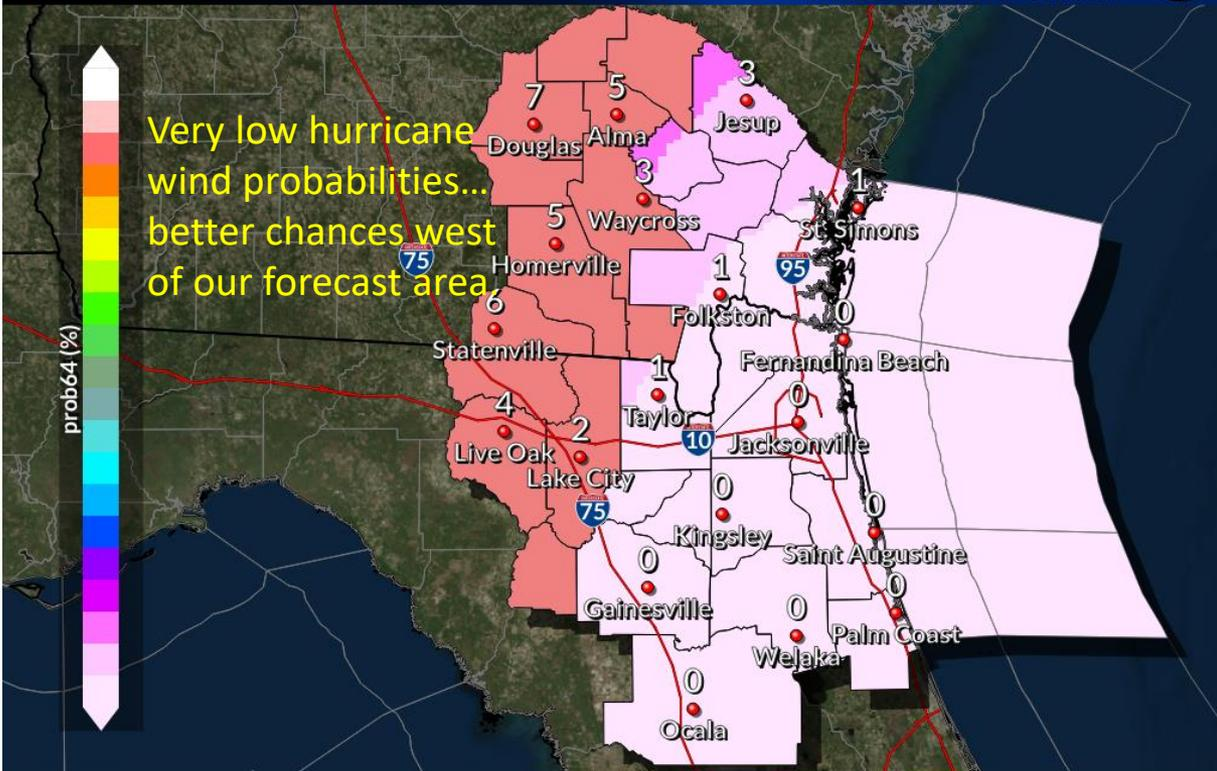 Very low hurricane
wind probabilities...
better chances west
of our forecast area.
prob64 (%)
7
Douglas
5
Alma
3
Jesup
3
Waycross
1
St. Simons
5
Homerville
75
95
1
Folkston
6
Statenville
0
Fernandina Beach
1
Taylor
0
Jacksonville
10
4
Live Oak
2
Lake City
75
0
Kingsley
0
Saint Augustine
0
Gainesville
0
Palm Coast
0
Welaka
0
Ocala